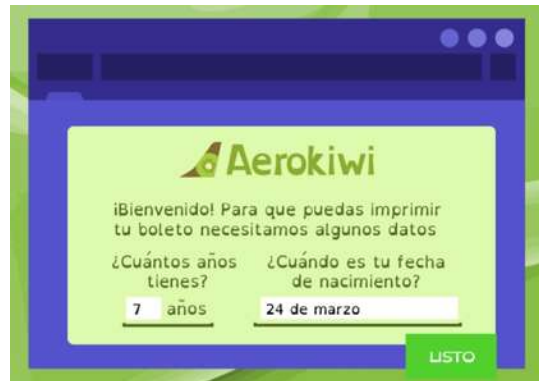 Aerokiwi
¡Bienvenido! Para que puedas imprimir
tu boleto necesitamos algunos datos
¿Cuántos años
tienes?
7 años
¿Cuándo es tu fecha
de nacimiento?
24 de marzo
LISTO